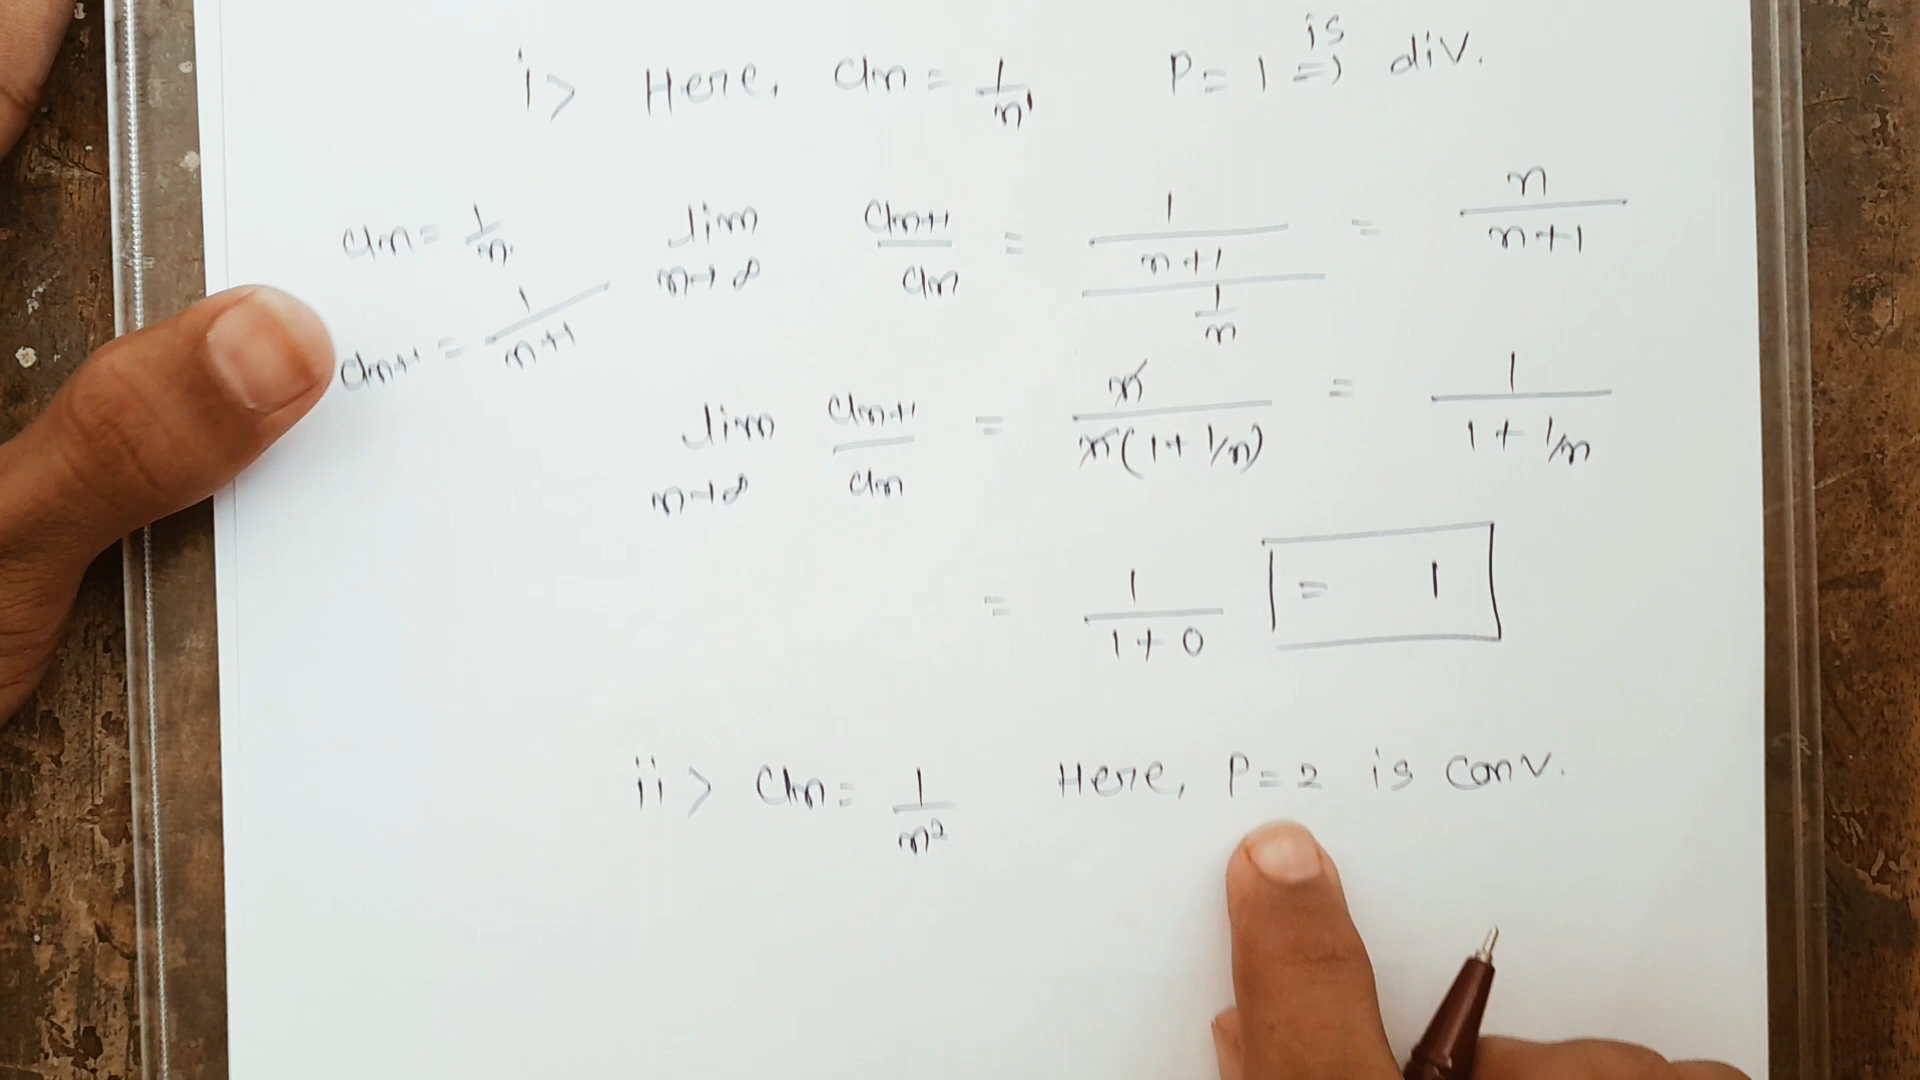 i> Here, an = 1/n¹ P = 1 is => div.
an = 1/n.
an+1 = 1/n+1
lim n→∞ an+1/an = 1/n+1 / 1/n = n/n+1
lim n→∞ an+1/an = n/n(1+1/n) = 1/1+1/n
= 1/1+0 = 1
ii> an = 1/n² Here, P=2 is conv.